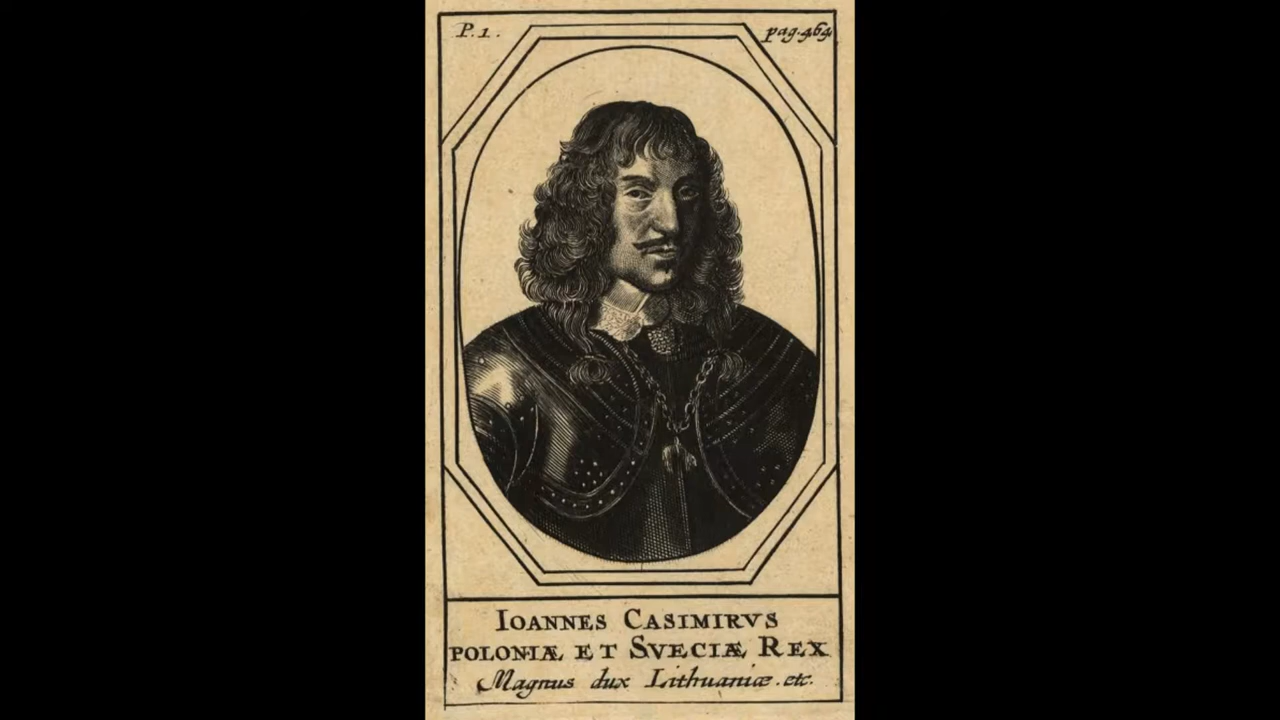 P. 1. pag. 464
IOANNES CASIMIRVS
POLONIÆ ET SVECIÆ REX
Magnus dux Lithuaniæ. etc.